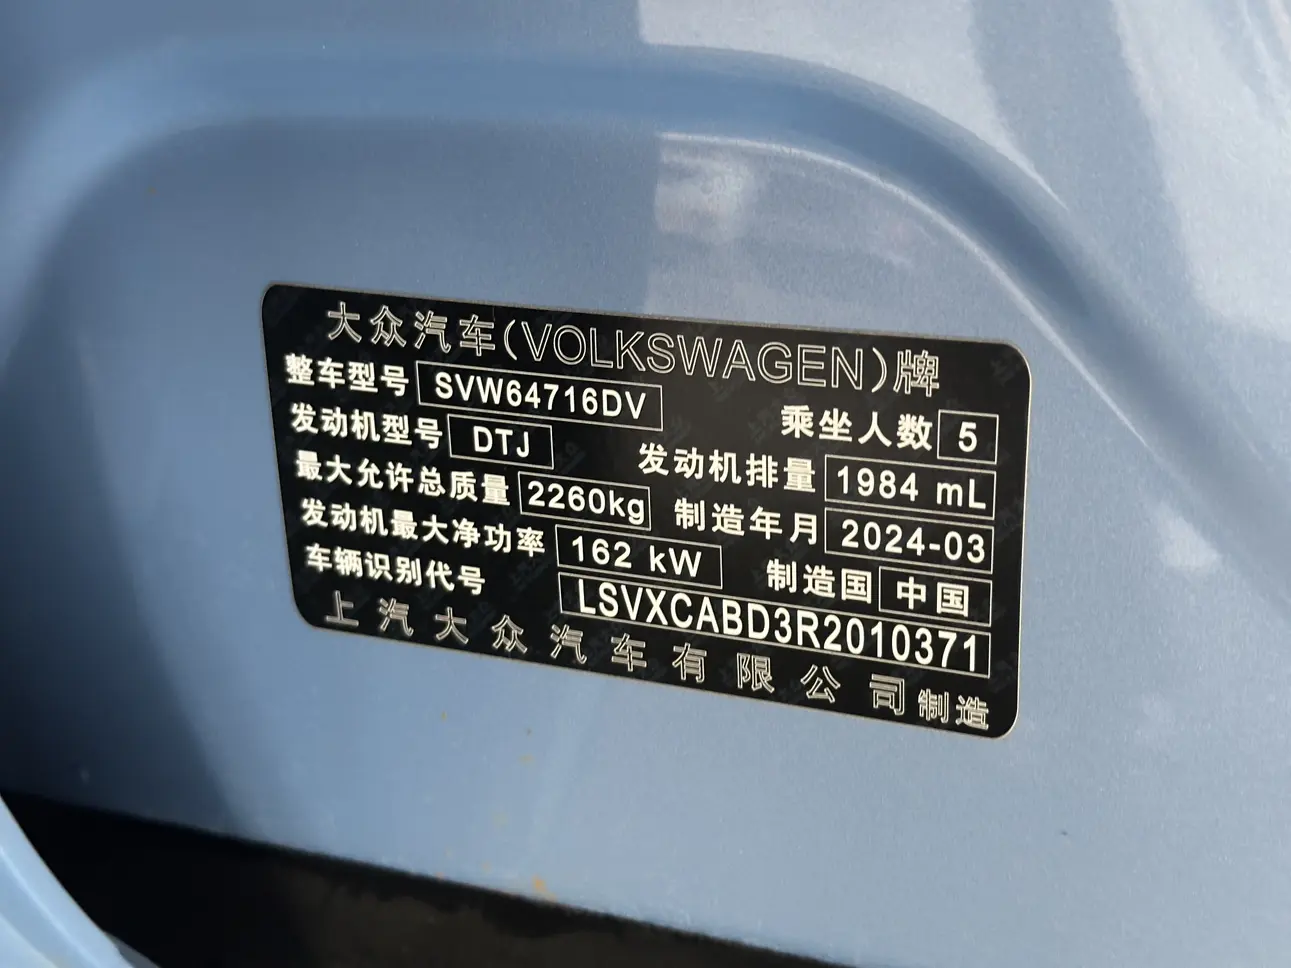 大众汽车(VOLKSWAGEN)牌
整车型号 SVW64716DV 乘坐人数 5
发动机型号 DTJ 发动机排量 1984 mL
最大允许总质量 2260kg 制造年月 2024-03
发动机最大净功率 162 kW 制造国 中国
车辆识别代号 LSVXCABD3R2010371
上汽大众汽车有限公司制造